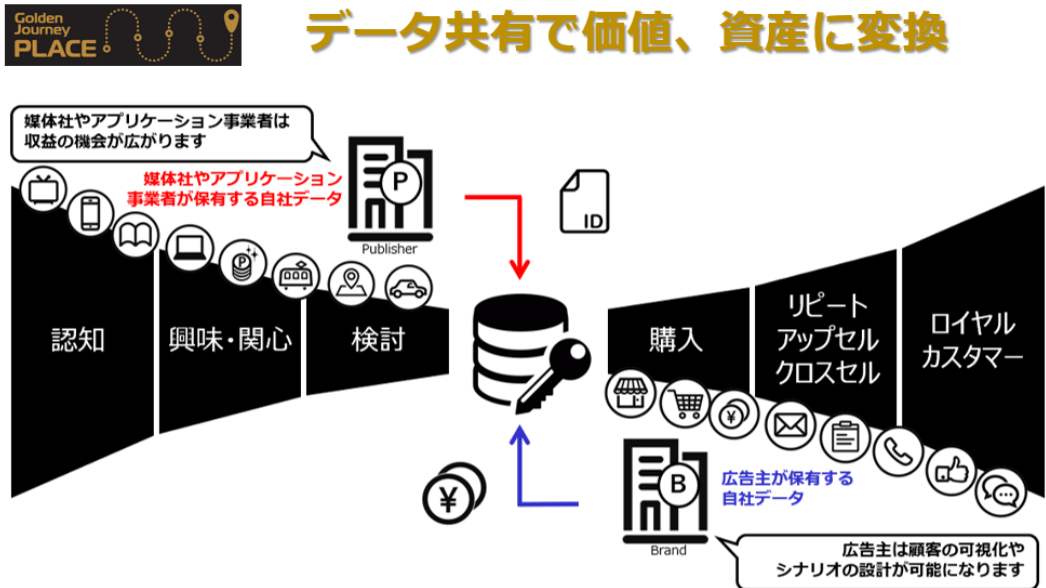 Golden
Journey
PLACE
データ共有で価値、資産に変換
媒体社やアプリケーション事業者は
収益の機会が広がります
媒体社やアプリケーション
事業者が保有する自社データ
P
Publisher
ID
P
認知
興味・関心
検討
購入
リピート
アップセル
クロスセル
ロイヤル
カスタマー
¥
¥
B
Brand
広告主が保有する
自社データ
広告主は顧客の可視化や
シナリオの設計が可能になります